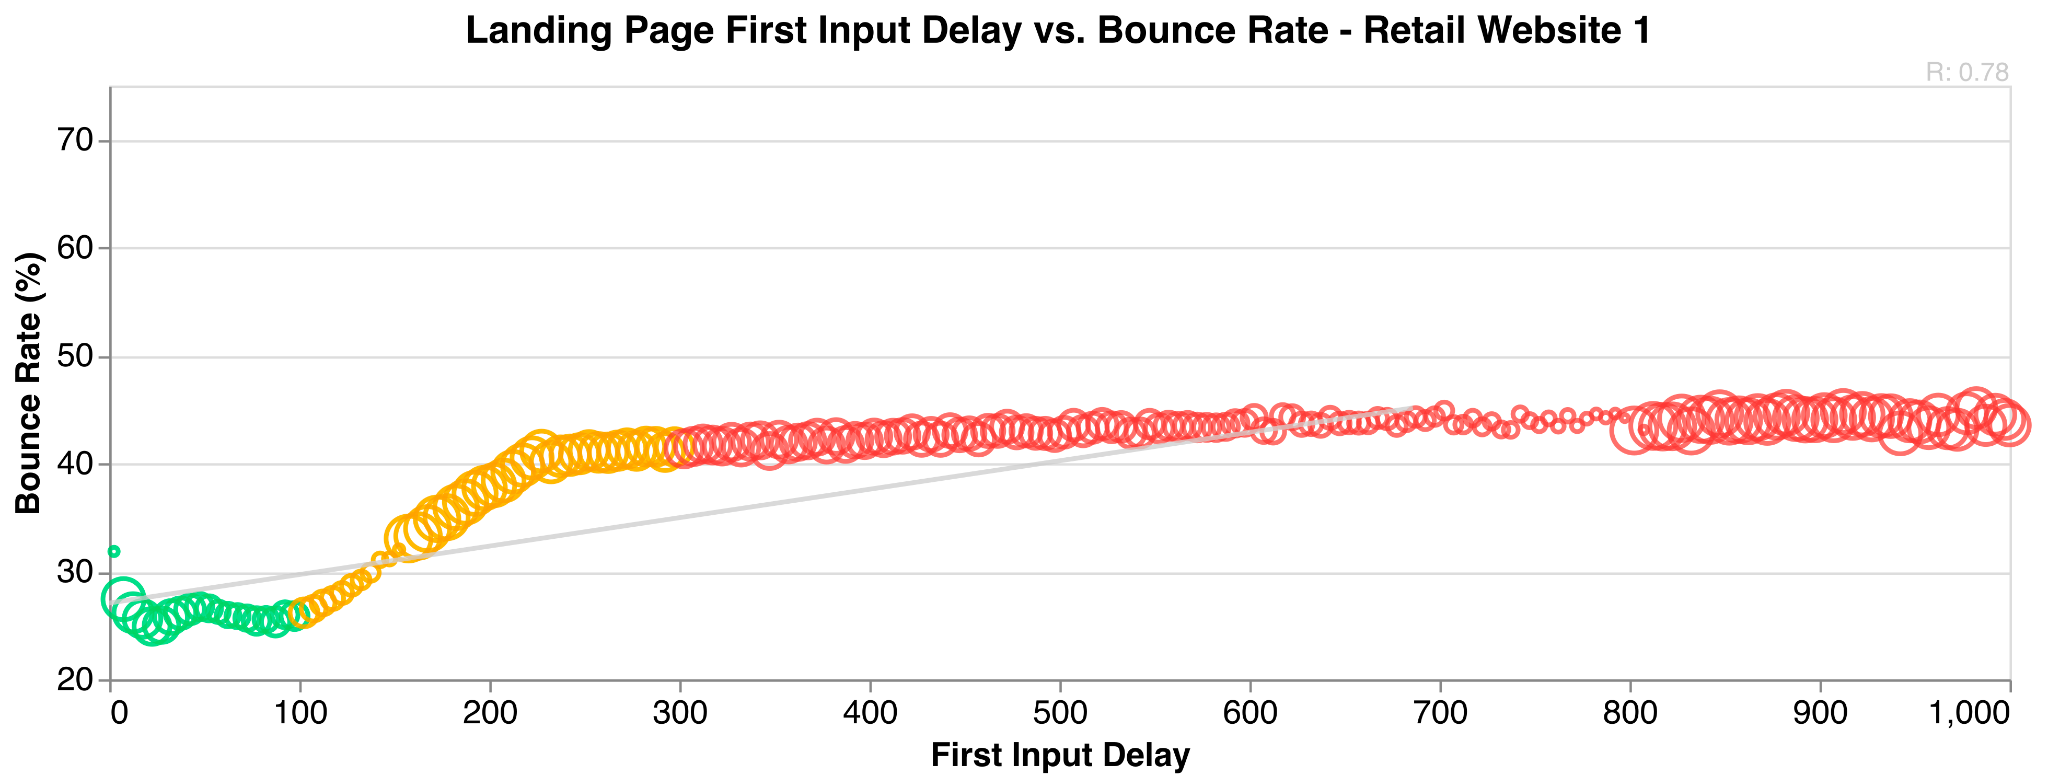 Landing Page First Input Delay vs. Bounce Rate - Retail Website 1
R: 0.78
Bounce Rate (%)
70
60
50
40
30
20
0 100 200 300 400 500 600 700 800 900 1,000
First Input Delay